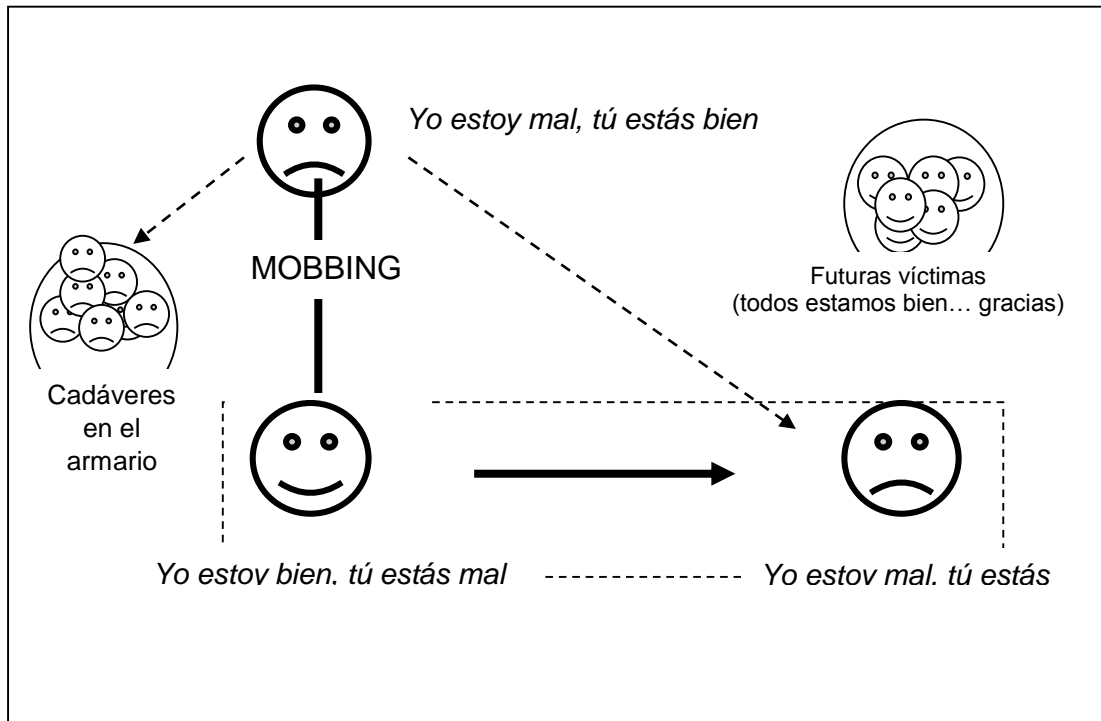 Yo estoy mal, tú estás bien
MOBBING
Futuras víctimas
(todos estamos bien… gracias)
Cadáveres
en el
armario
Yo estoy bien, tú estás mal
Yo estoy mal, tú estás